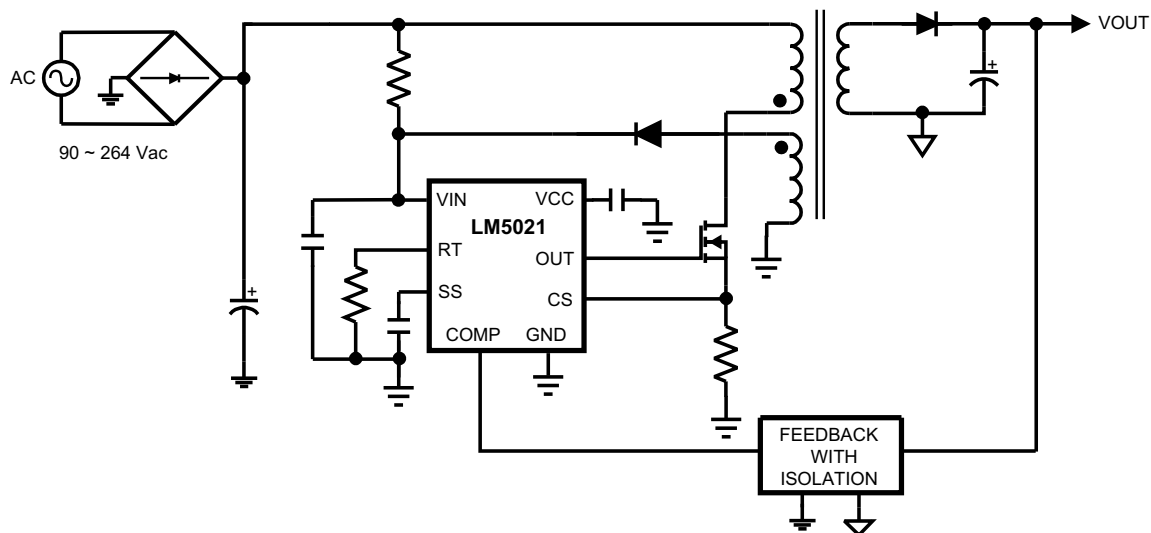 AC
90 ~ 264 Vac
VOUT
+
+
VIN
VCC
LM5021
RT
OUT
SS
CS
COMP
GND
FEEDBACK
WITH
ISOLATION